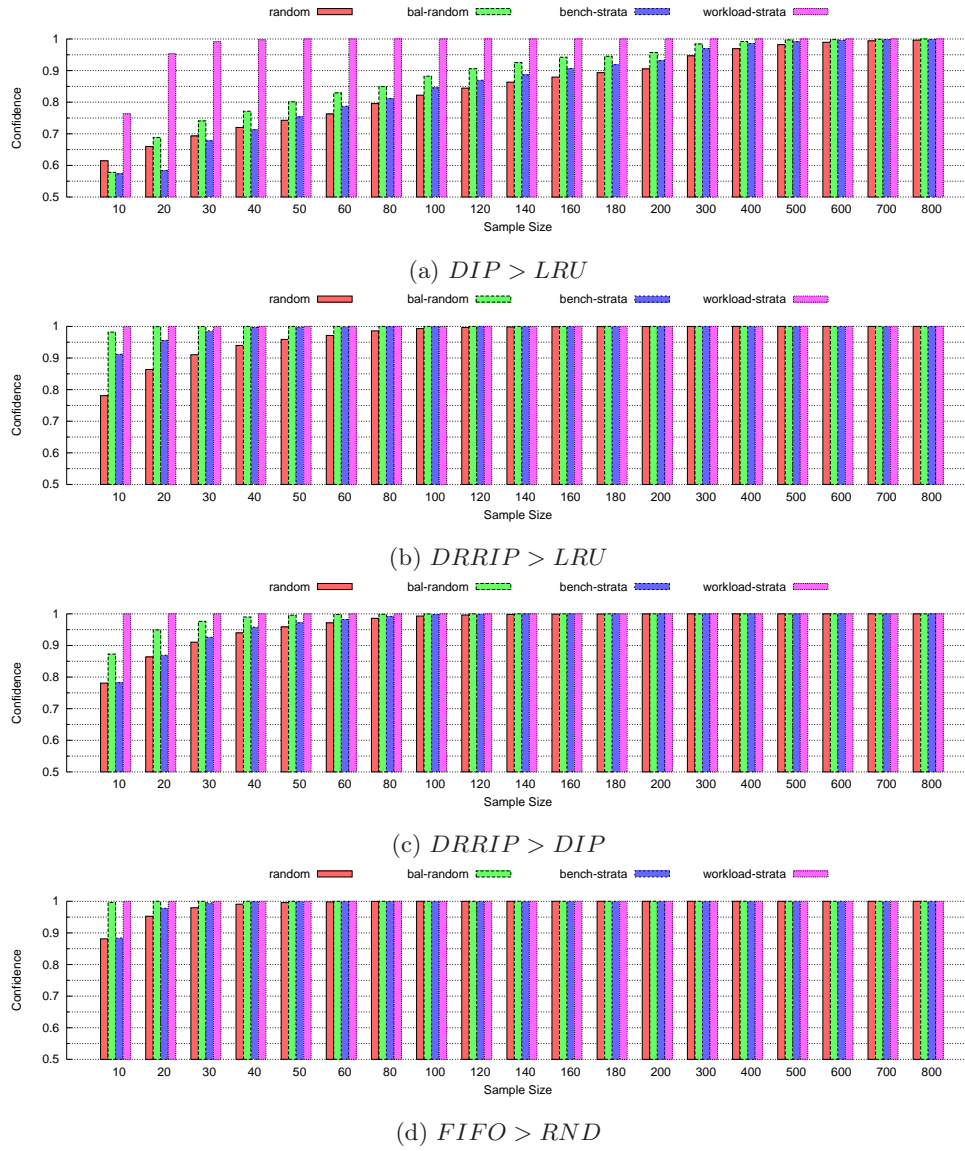 random bal-random bench-strata workload-strata
1
0.9
0.8
0.7
0.6
0.5
Confidence
10 20 30 40 50 60 80 100 120 140 160 180 200 300 400 500 600 700 800
Sample Size
(a) DIP > LRU
random bal-random bench-strata workload-strata
1
0.9
0.8
0.7
0.6
0.5
Confidence
10 20 30 40 50 60 80 100 120 140 160 180 200 300 400 500 600 700 800
Sample Size
(b) DRRIP > LRU
random bal-random bench-strata workload-strata
1
0.9
0.8
0.7
0.6
0.5
Confidence
10 20 30 40 50 60 80 100 120 140 160 180 200 300 400 500 600 700 800
Sample Size
(c) DRRIP > DIP
random bal-random bench-strata workload-strata
1
0.9
0.8
0.7
0.6
0.5
Confidence
10 20 30 40 50 60 80 100 120 140 160 180 200 300 400 500 600 700 800
Sample Size
(d) FIFO > RND